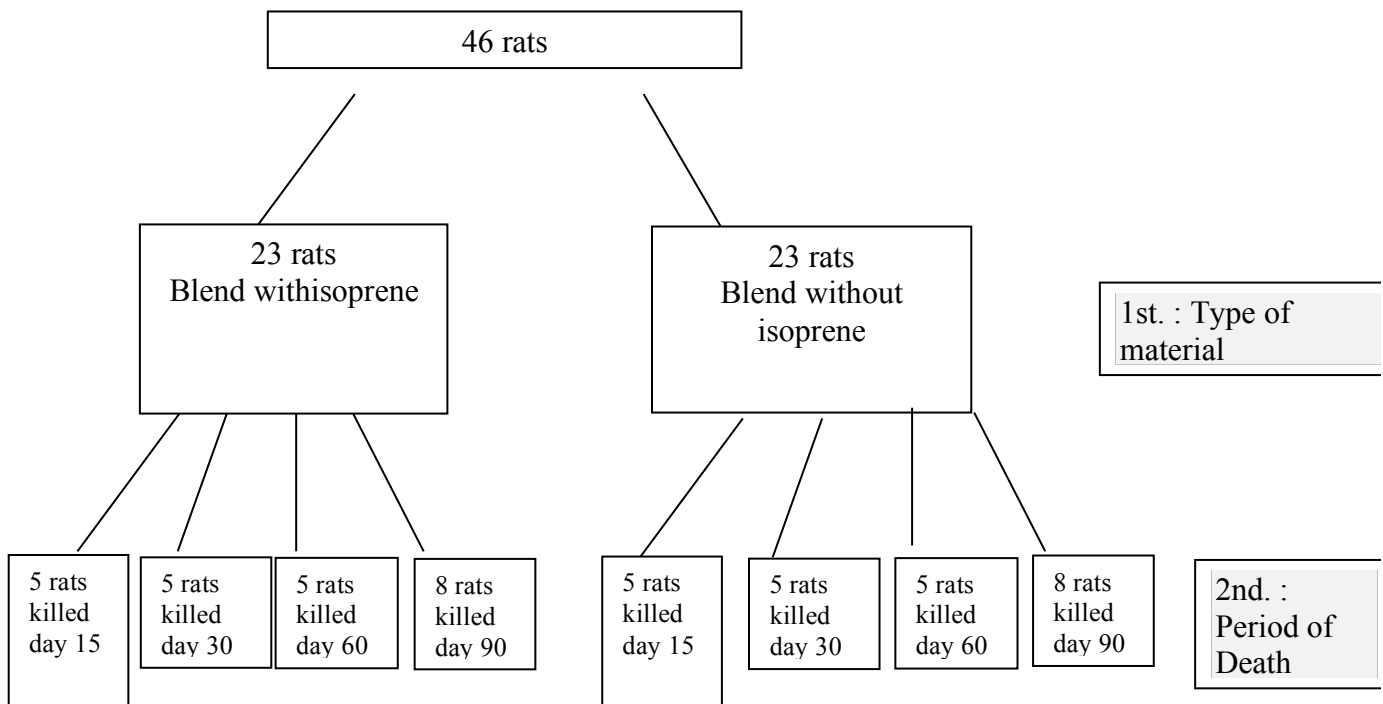 46 rats
23 rats
Blend withisoprene
23 rats
Blend without
isoprene
1st. : Type of
material
5 rats
killed
day 15
5 rats
killed
day 30
5 rats
killed
day 60
8 rats
killed
day 90
5 rats
killed
day 15
5 rats
killed
day 30
5 rats
killed
day 60
8 rats
killed
day 90
2nd. :
Period of
Death